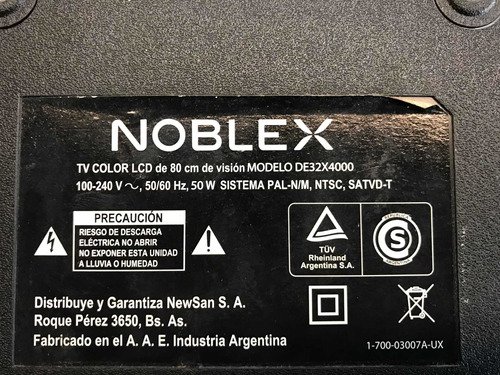 NOBLEX
TV COLOR LCD de 80 cm de visión MODELO DE32X4000
100-240 V ~, 50/60 Hz, 50 W SISTEMA PAL-N/M, NTSC, SATVD-T
PRECAUCIÓN
RIESGO DE DESCARGA
ELÉCTRICA NO ABRIR
NO EXPONER ESTA UNIDAD
A LLUVIA O HUMEDAD
TÜV
Rheinland
Argentina S.A.
REPUBLICA
S
ARGENTINA
Distribuye y Garantiza NewSan S. A.
Roque Pérez 3650, Bs. As.
Fabricado en el A. A. E. Industria Argentina
1-700-03007A-UX